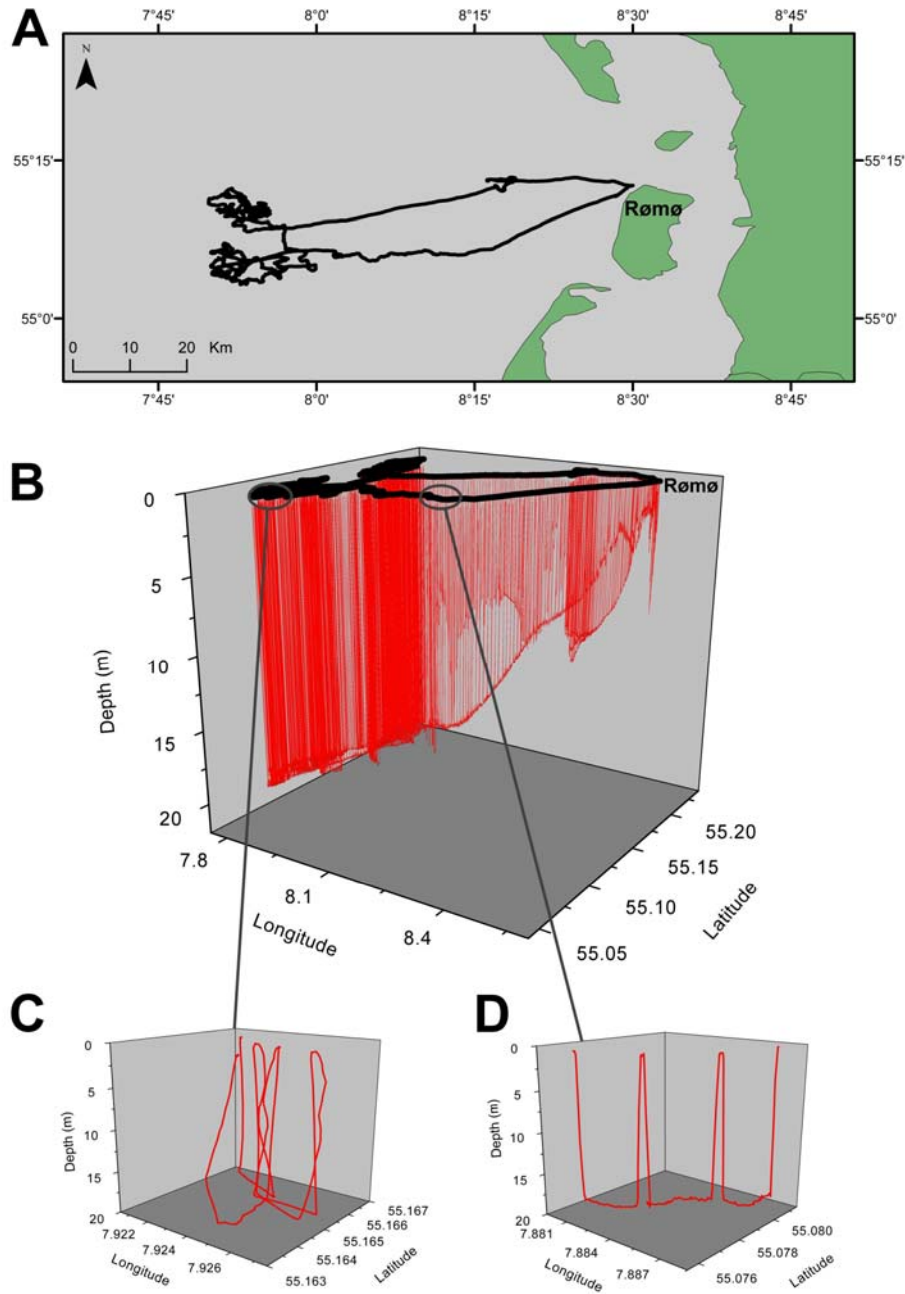 A
7°45'
8°0'
8°15'
8°30'
8°45'
N
55°15'
55°15'
Rømø
55°0'
55°0'
0 10 20 Km
7°45'
8°0'
8°15'
8°30'
8°45'
B
0
5
10
15
20
Depth (m)
Rømø
7.8
8.1
8.4
Longitude
55.20
55.15
55.10
55.05
Latitude
C
0
5
10
15
20
Depth (m)
7.922
7.924
7.926
Longitude
55.167
55.166
55.165
55.164
55.163
Latitude
D
0
5
10
15
20
Depth (m)
7.881
7.884
7.887
Longitude
55.080
55.078
55.076
Latitude